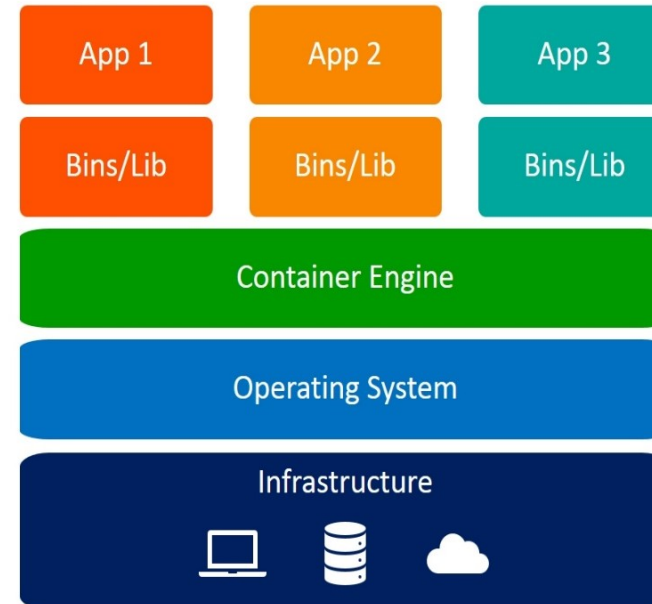 App 1
App 2
App 3
Bins/Lib
Bins/Lib
Bins/Lib
Container Engine
Operating System
Infrastructure